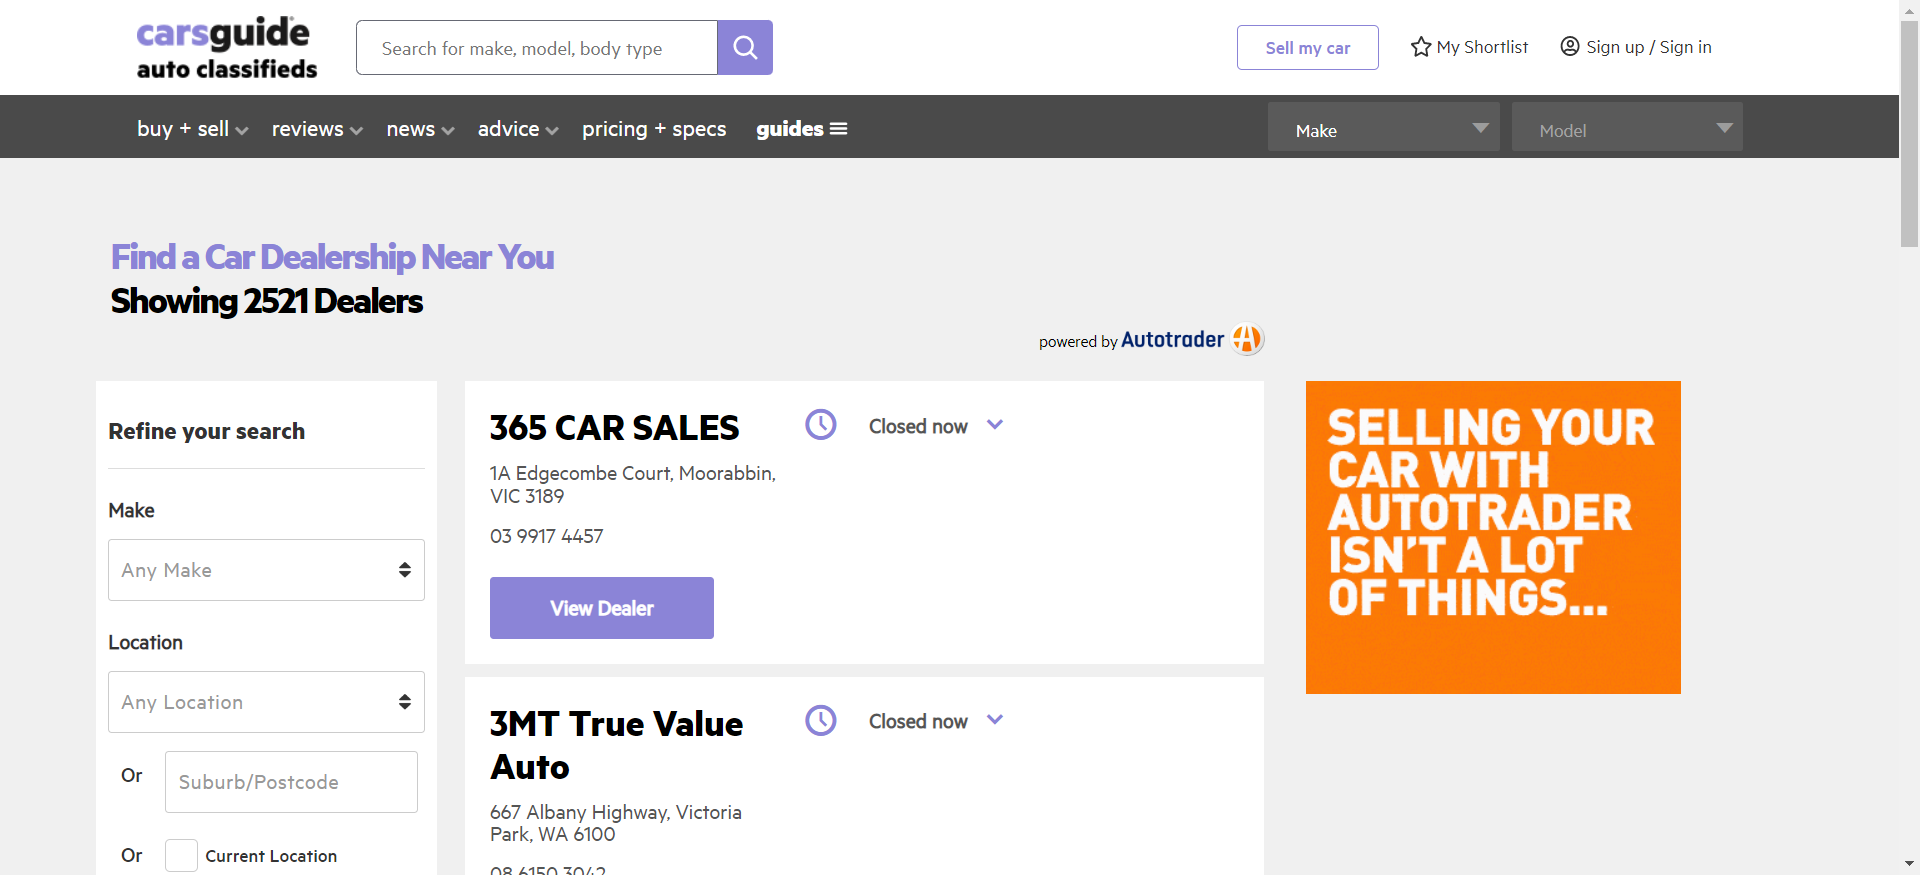 carsguide
auto classifieds
Search for make, model, body type
Sell my car
My Shortlist
Sign up / Sign in
buy + sell
reviews
news
advice
pricing + specs
guides
Make
Model
Find a Car Dealership Near You
Showing 2521 Dealers
powered by Autotrader
Refine your search
Make
Any Make
Location
Any Location
Or
Suburb/Postcode
Or
Current Location
365 CAR SALES
Closed now
1A Edgecombe Court, Moorabbin,
VIC 3189
03 9917 4457
View Dealer
3MT True Value
Auto
Closed now
667 Albany Highway, Victoria
Park, WA 6100
08 6150 3042
SELLING YOUR
CAR WITH
AUTOTRADER
ISN'T A LOT
OF THINGS...